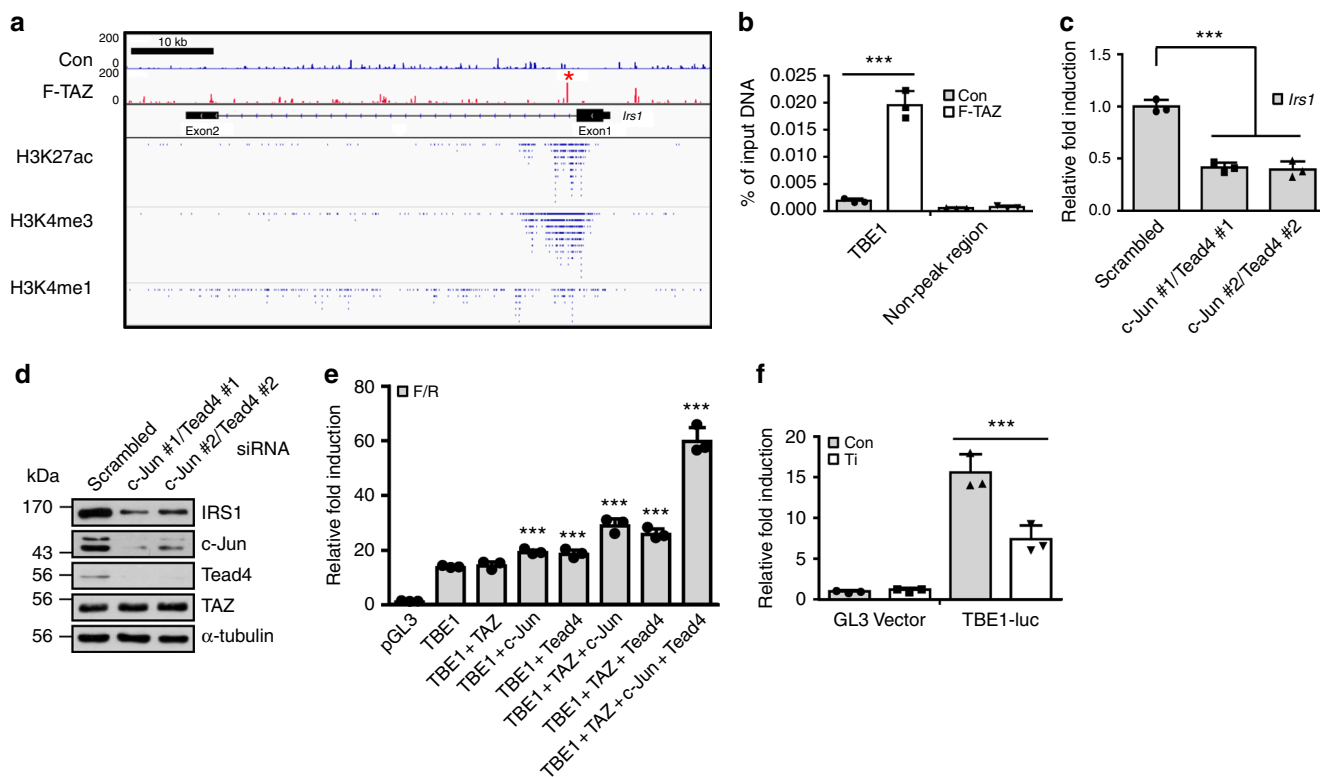 a
200
10 kb
Con
0
200
*
F-TAZ
0
Irs1
Exon2
Exon1
H3K27ac
H3K4me3
H3K4me1
b
***
0.025
0.020
0.015
0.010
0.005
0.000
% of input DNA
Con
F-TAZ
TBE1
Non-peak region
c
***
1.5
1.0
0.5
0.0
Relative fold induction
Irs1
Scrambled
c-Jun #1/Tead4 #1
c-Jun #2/Tead4 #2
d
Scrambled
c-Jun #1/Tead4 #1
c-Jun #2/Tead4 #2
siRNA
kDa
170
IRS1
43
c-Jun
56
Tead4
56
TAZ
56
α-tubulin
e
80
60
40
20
0
Relative fold induction
F/R
***
***
***
***
***
pGL3
TBE1
TBE1 + TAZ
TBE1 + c-Jun
TBE1 + Tead4
TBE1 + TAZ + c-Jun
TBE1 + TAZ + Tead4
TBE1 + TAZ + c-Jun + Tead4
f
***
20
15
10
5
0
Relative fold induction
Con
Ti
GL3 Vector
TBE1-luc